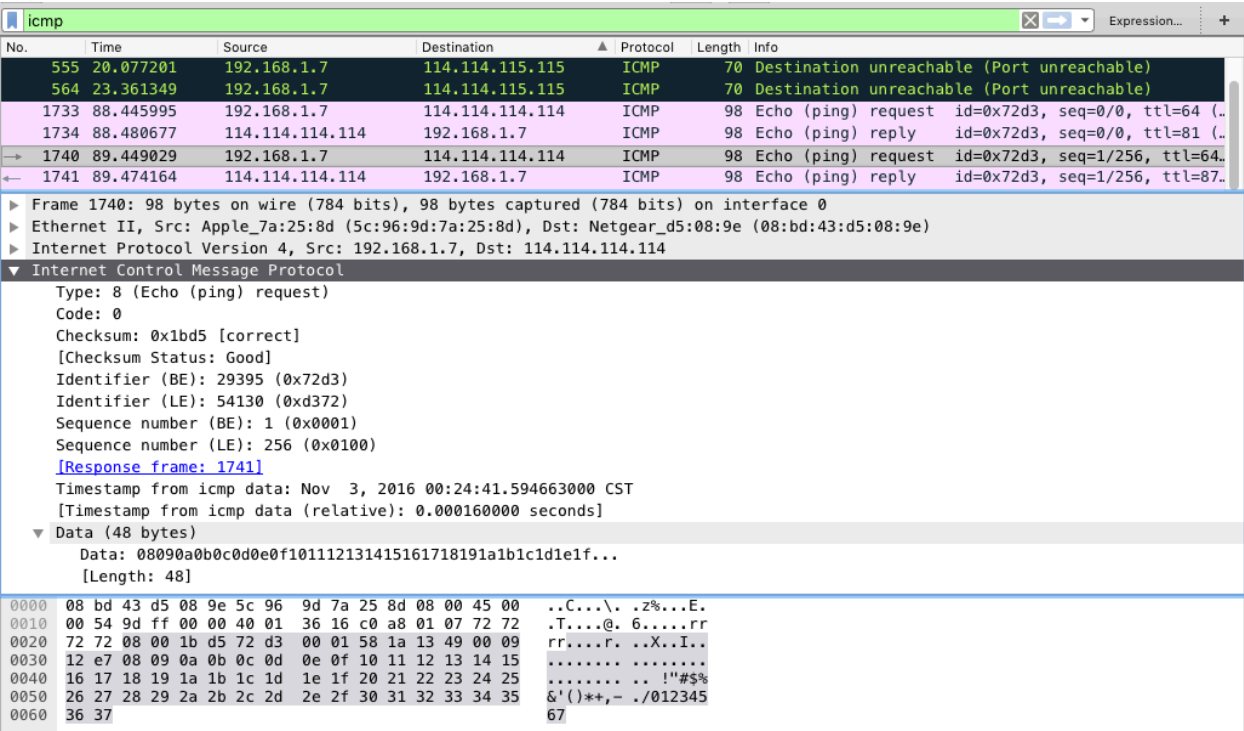 icmp Expression... +
No. Time Source Destination Protocol Length Info
555 20.077201 192.168.1.7 114.114.115.115 ICMP 70 Destination unreachable (Port unreachable)
564 23.361349 192.168.1.7 114.114.115.115 ICMP 70 Destination unreachable (Port unreachable)
1733 88.445995 192.168.1.7 114.114.114.114 ICMP 98 Echo (ping) request id=0x72d3, seq=0/0, ttl=64 (…
1734 88.480677 114.114.114.114 192.168.1.7 ICMP 98 Echo (ping) reply id=0x72d3, seq=0/0, ttl=81 (…
1740 89.449029 192.168.1.7 114.114.114.114 ICMP 98 Echo (ping) request id=0x72d3, seq=1/256, ttl=64…
1741 89.474164 114.114.114.114 192.168.1.7 ICMP 98 Echo (ping) reply id=0x72d3, seq=1/256, ttl=87…
Frame 1740: 98 bytes on wire (784 bits), 98 bytes captured (784 bits) on interface 0
Ethernet II, Src: Apple_7a:25:8d (5c:96:9d:7a:25:8d), Dst: Netgear_d5:08:9e (08:bd:43:d5:08:9e)
Internet Protocol Version 4, Src: 192.168.1.7, Dst: 114.114.114.114
Internet Control Message Protocol
Type: 8 (Echo (ping) request)
Code: 0
Checksum: 0x1bd5 [correct]
[Checksum Status: Good]
Identifier (BE): 29395 (0x72d3)
Identifier (LE): 54130 (0xd372)
Sequence number (BE): 1 (0x0001)
Sequence number (LE): 256 (0x0100)
[Response frame: 1741]
Timestamp from icmp data: Nov  3, 2016 00:24:41.594663000 CST
[Timestamp from icmp data (relative): 0.000160000 seconds]
Data (48 bytes)
Data: 08090a0b0c0d0e0f101112131415161718191a1b1c1d1e1f...
[Length: 48]
0000 08 bd 43 d5 08 9e 5c 96 9d 7a 25 8d 08 00 45 00 ..C...\. .z%...E.
0010 00 54 9d ff 00 00 40 01 36 16 c0 a8 01 07 72 72 .T....@. 6.....rr
0020 72 72 08 00 1b d5 72 d3 00 01 58 1a 13 49 00 09 rr....r. ..X..I..
0030 12 e7 08 09 0a 0b 0c 0d 0e 0f 10 11 12 13 14 15 ........ ........
0040 16 17 18 19 1a 1b 1c 1d 1e 1f 20 21 22 23 24 25 ........ .. !"#$%
0050 26 27 28 29 2a 2b 2c 2d 2e 2f 30 31 32 33 34 35 &'()*+,- ./012345
0060 36 37 67